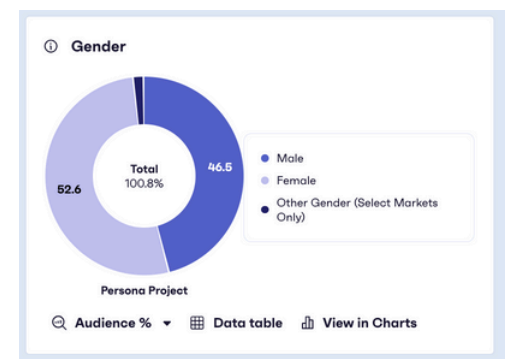 Gender
Total
100.8%
46.5
52.6
Male
Female
Other Gender (Select Markets
Only)
Persona Project
Audience %
Data table
View in Charts